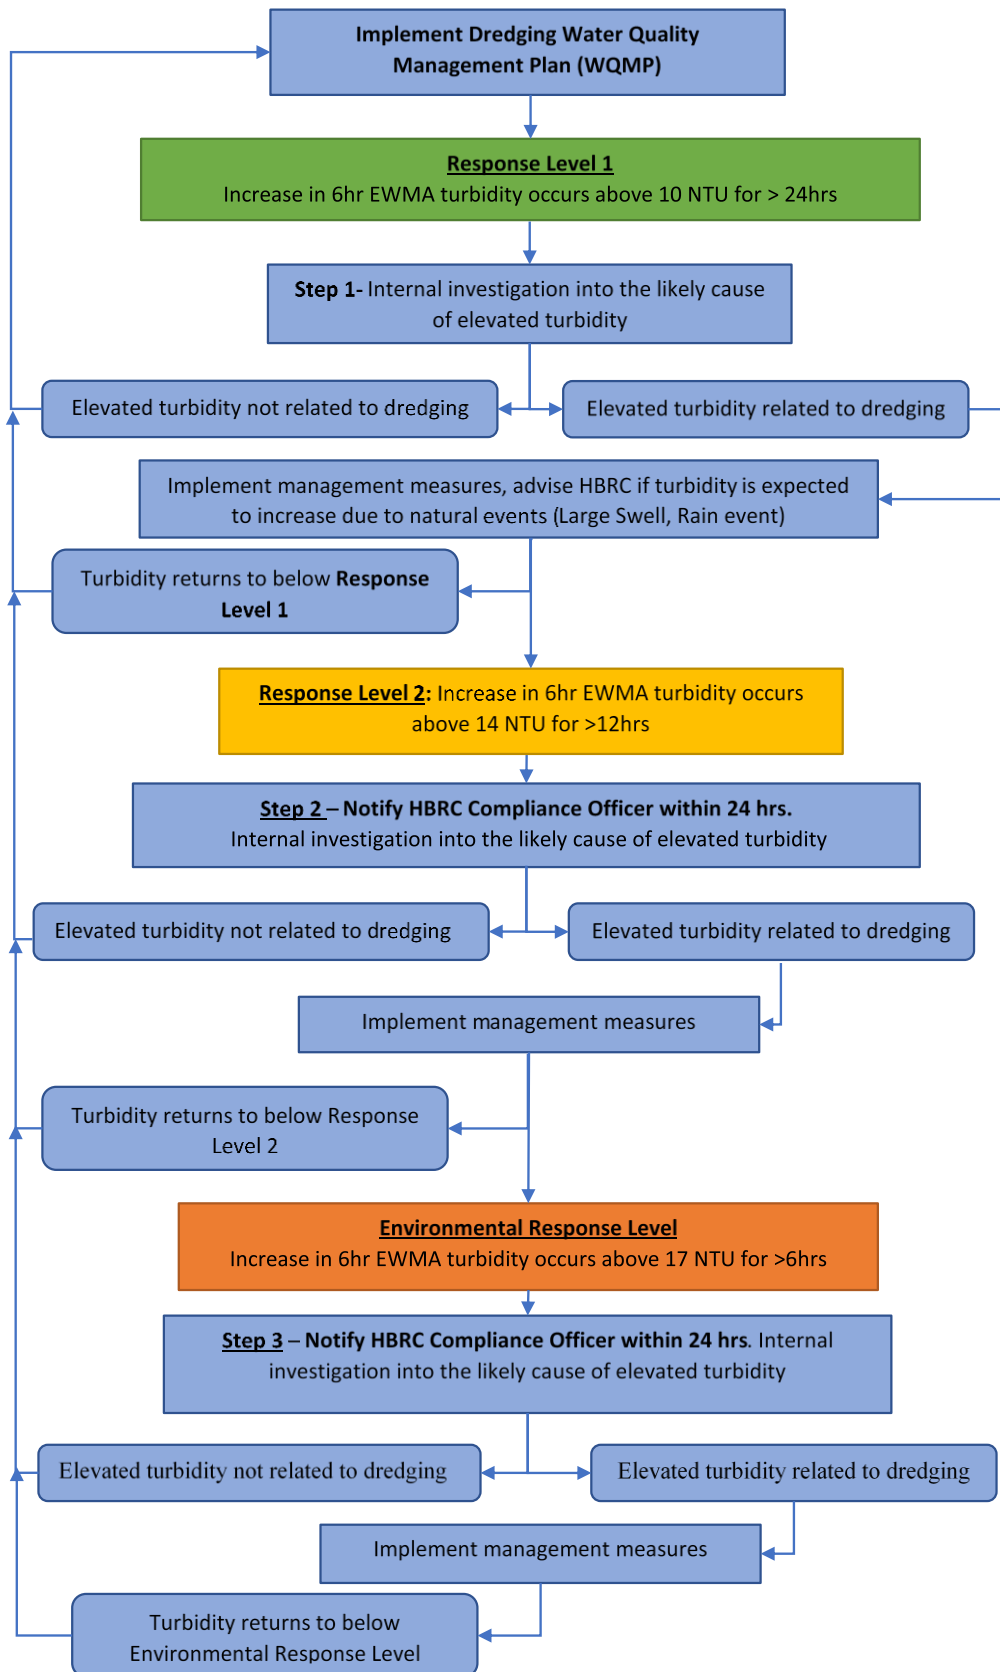 Implement Dredging Water Quality
Management Plan (WQMP)
Response Level 1
Increase in 6hr EWMA turbidity occurs above 10 NTU for > 24hrs
Step 1- Internal investigation into the likely cause
of elevated turbidity
Elevated turbidity not related to dredging
Elevated turbidity related to dredging
Implement management measures, advise HBRC if turbidity is expected
to increase due to natural events (Large Swell, Rain event)
Turbidity returns to below Response
Level 1
Response Level 2: Increase in 6hr EWMA turbidity occurs
above 14 NTU for >12hrs
Step 2 – Notify HBRC Compliance Officer within 24 hrs.
Internal investigation into the likely cause of elevated turbidity
Elevated turbidity not related to dredging
Elevated turbidity related to dredging
Implement management measures
Turbidity returns to below Response
Level 2
Environmental Response Level
Increase in 6hr EWMA turbidity occurs above 17 NTU for >6hrs
Step 3 – Notify HBRC Compliance Officer within 24 hrs. Internal
investigation into the likely cause of elevated turbidity
Elevated turbidity not related to dredging
Elevated turbidity related to dredging
Implement management measures
Turbidity returns to below
Environmental Response Level